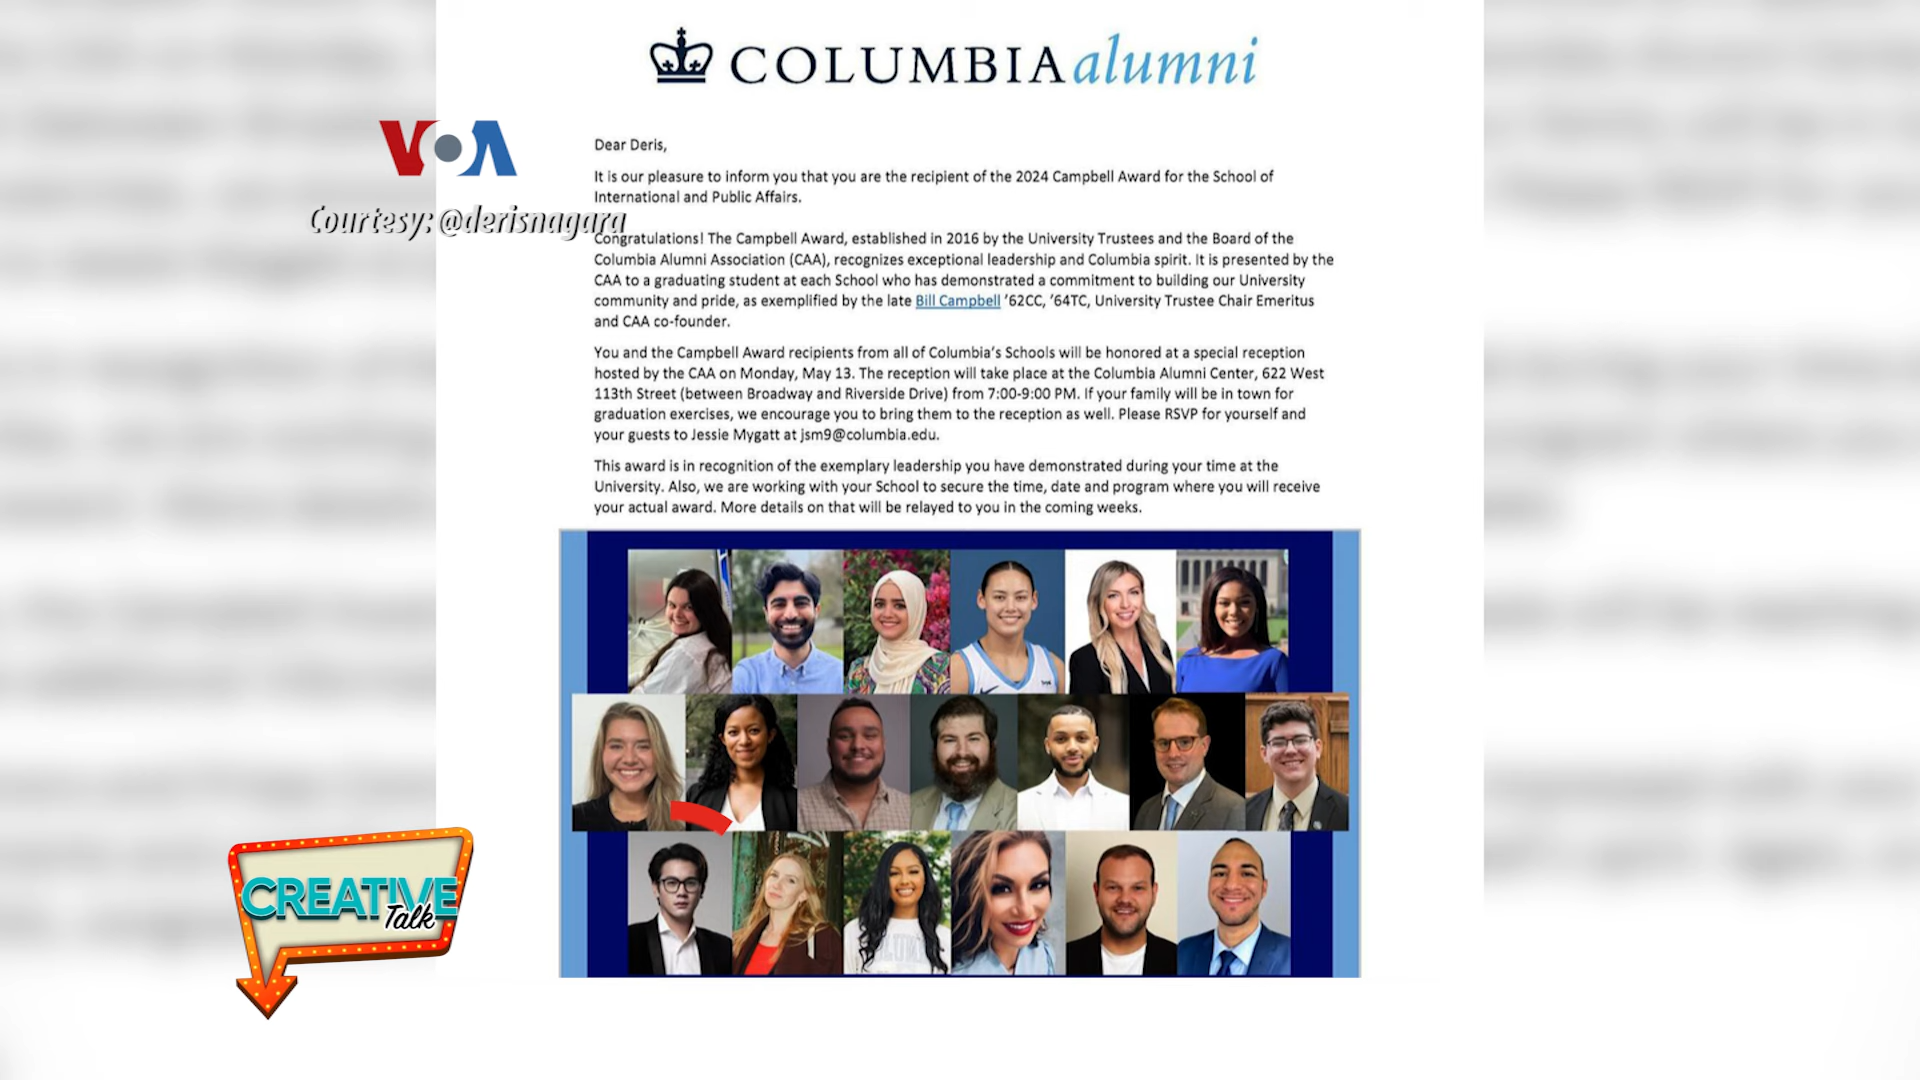 COLUMBIA alumni
VOA
Courtesy: @derisnagara
Dear Deris,
It is our pleasure to inform you that you are the recipient of the 2024 Campbell Award for the School of
International and Public Affairs.
Congratulations! The Campbell Award, established in 2016 by the University Trustees and the Board of the
Columbia Alumni Association (CAA), recognizes exceptional leadership and Columbia spirit. It is presented by the
CAA to a graduating student at each School who has demonstrated a commitment to building our University
community and pride, as exemplified by the late Bill Campbell '62CC, '64TC, University Trustee Chair Emeritus
and CAA co-founder.
You and the Campbell Award recipients from all of Columbia's Schools will be honored at a special reception
hosted by the CAA on Monday, May 13. The reception will take place at the Columbia Alumni Center, 622 West
113th Street (between Broadway and Riverside Drive) from 7:00-9:00 PM. If your family will be in town for
graduation exercises, we encourage you to bring them to the reception as well. Please RSVP for yourself and
your guests to Jessie Mygatt at jsm9@columbia.edu.
This award is in recognition of the exemplary leadership you have demonstrated during your time at the
University. Also, we are working with your School to secure the time, date and program where you will receive
your actual award. More details on that will be relayed to you in the coming weeks.
CREATIVE
Talk